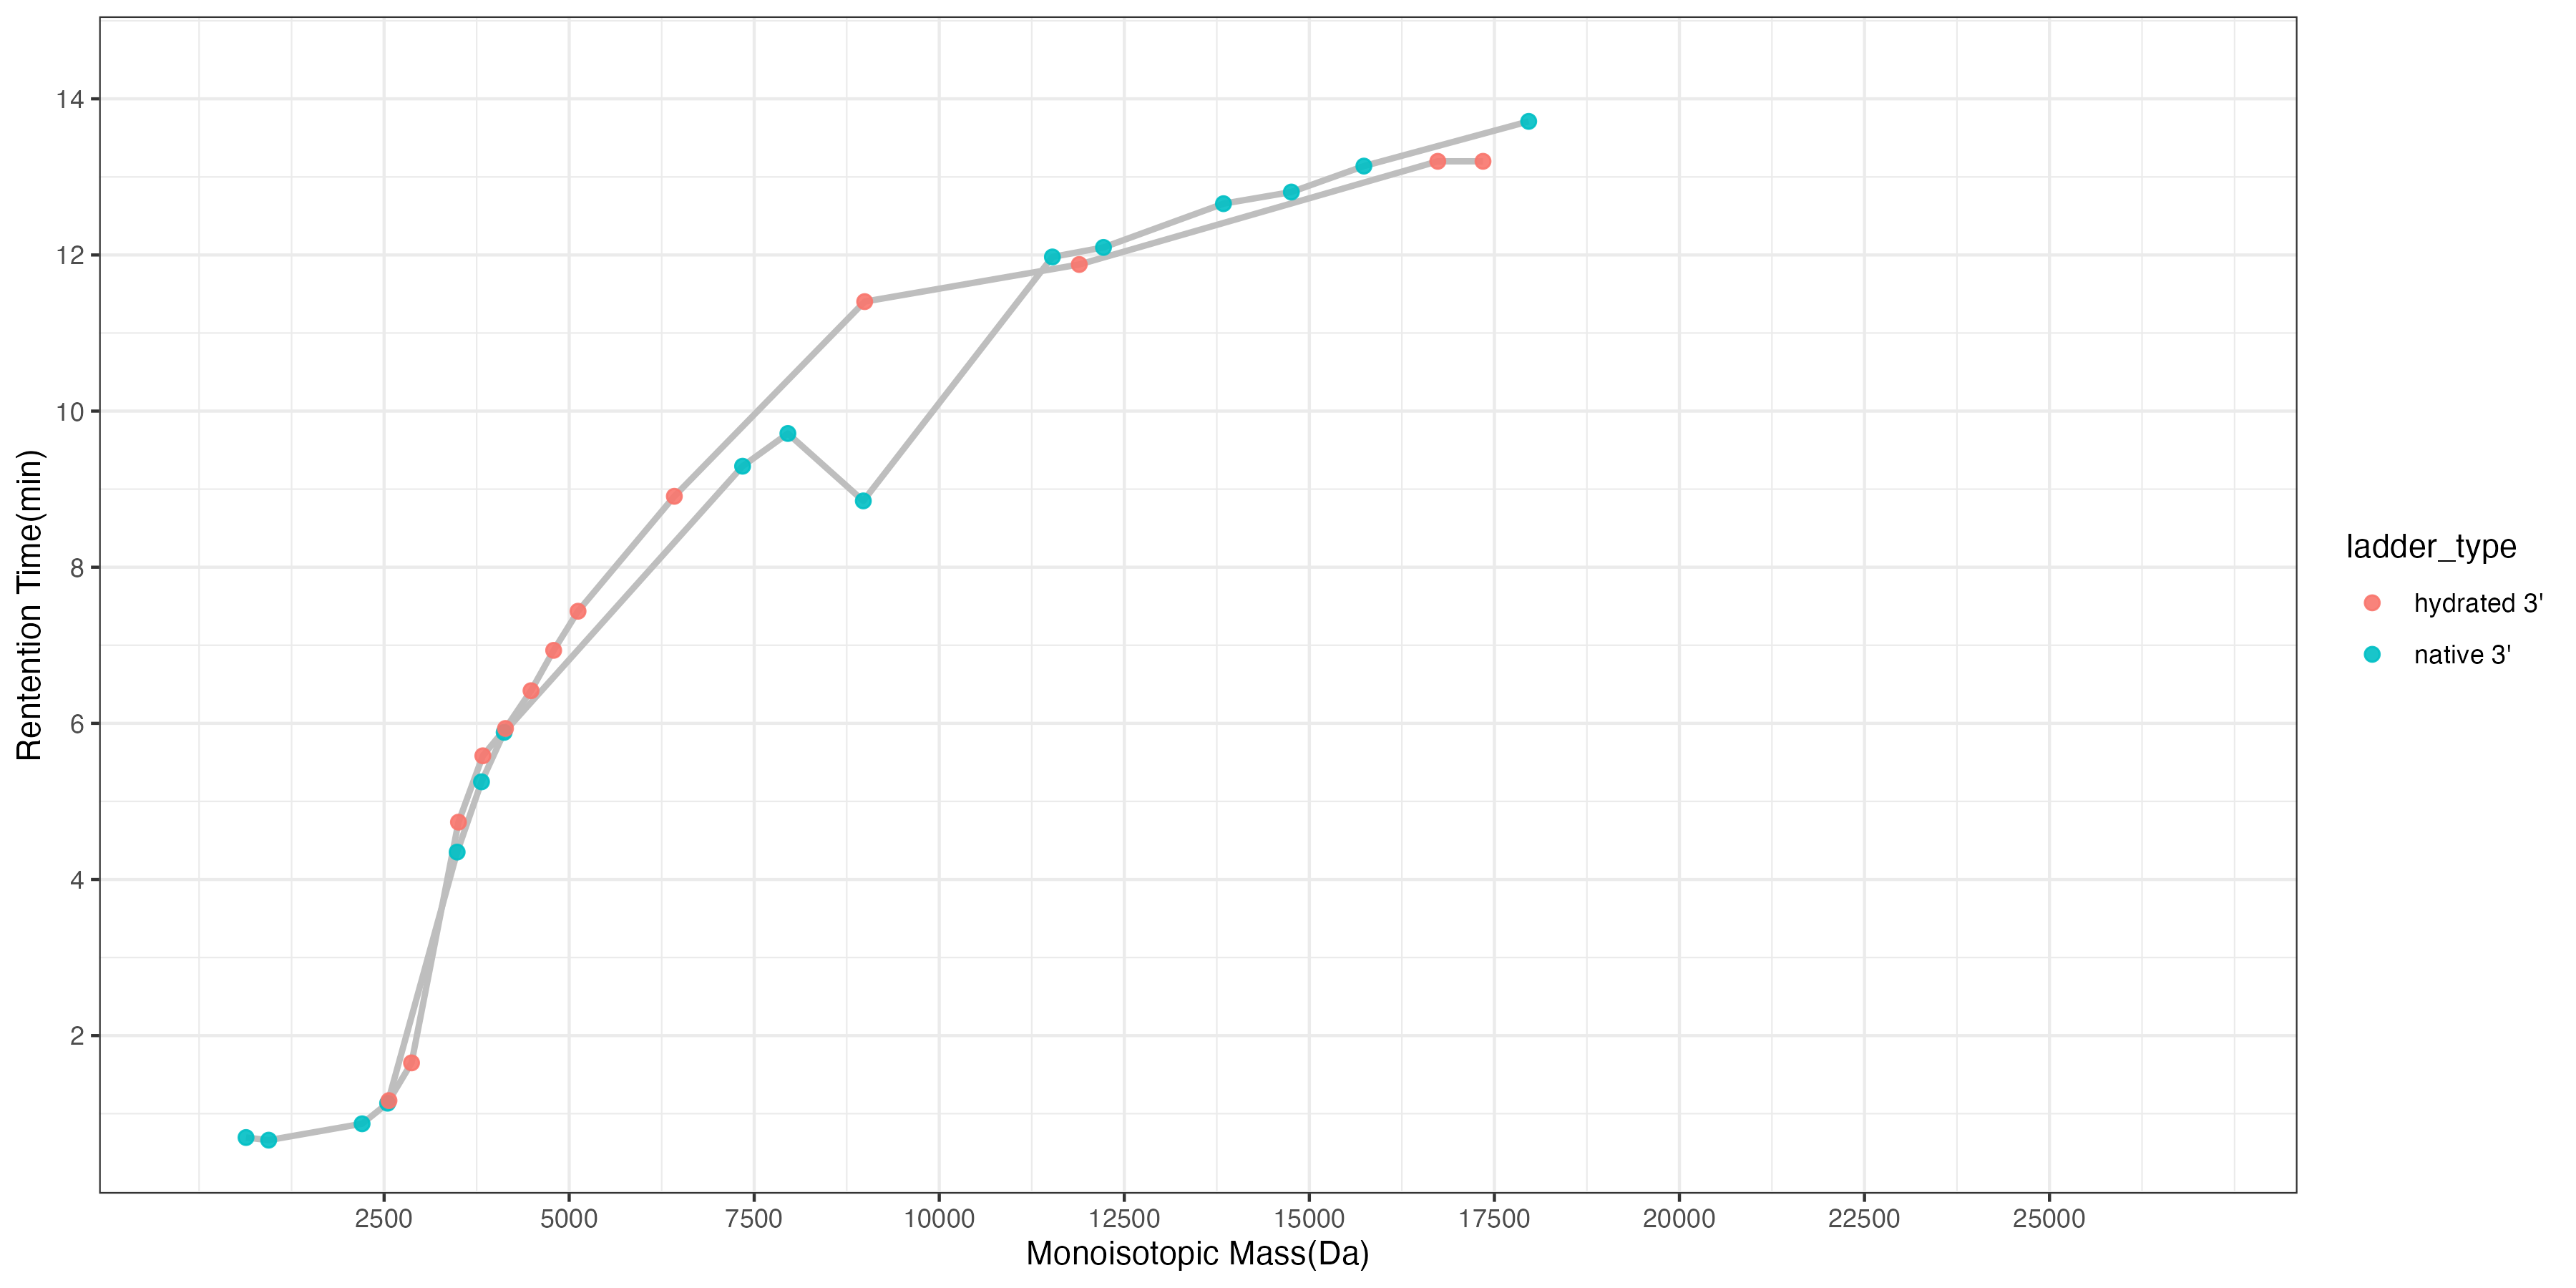 14
12
10
8
6
4
2
Rentention Time(min)
2500 5000 7500 10000 12500 15000 17500 20000 22500 25000
Monoisotopic Mass(Da)
ladder_type
hydrated 3'
native 3'